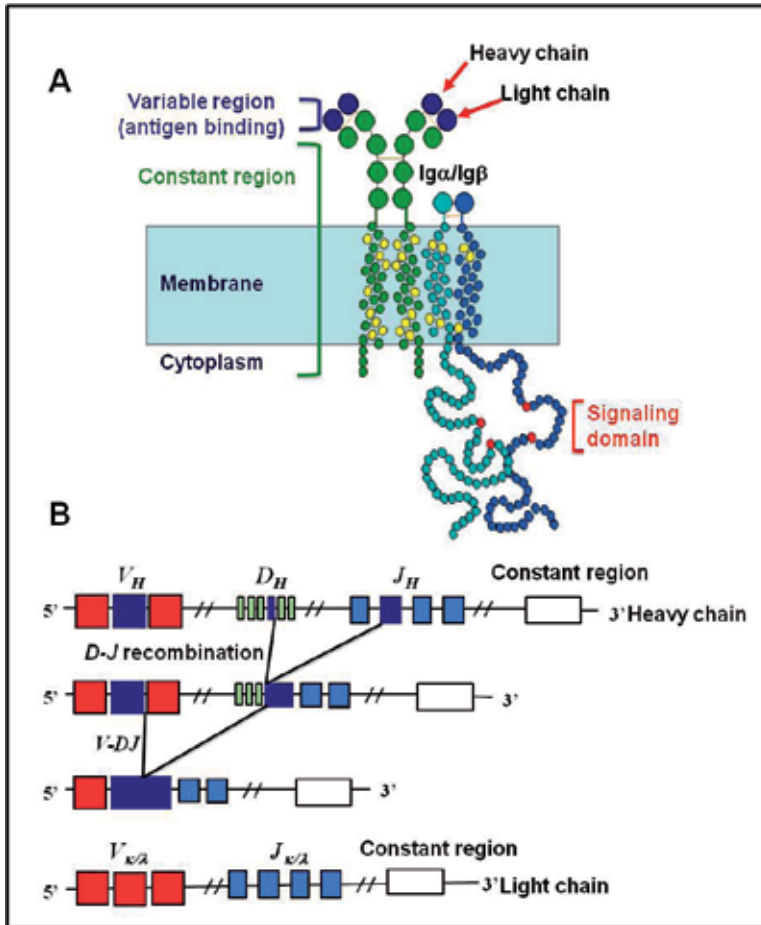 A
Heavy chain
Light chain
Variable region
(antigen binding)
Constant region
Igα/Igβ
Membrane
Cytoplasm
Signaling
domain
B
V_H D_H J_H Constant region
5' 3' Heavy chain
D-J recombination
5' 3'
V-DJ
5' 3'
V_κ/λ J_κ/λ Constant region
5' 3' Light chain